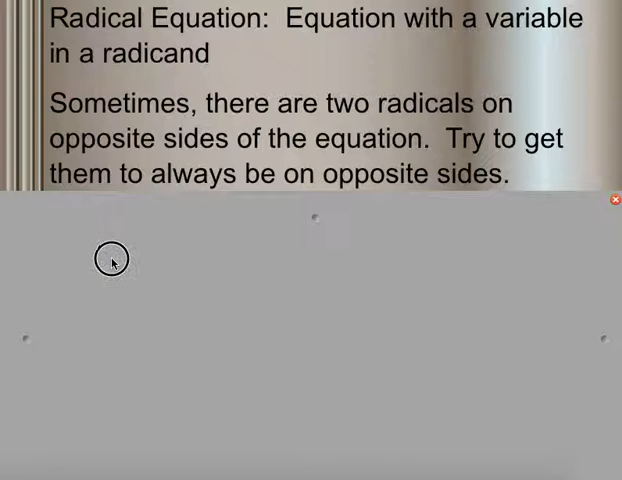 Radical Equation:  Equation with a variable
in a radicand
Sometimes, there are two radicals on
opposite sides of the equation.  Try to get
them to always be on opposite sides.